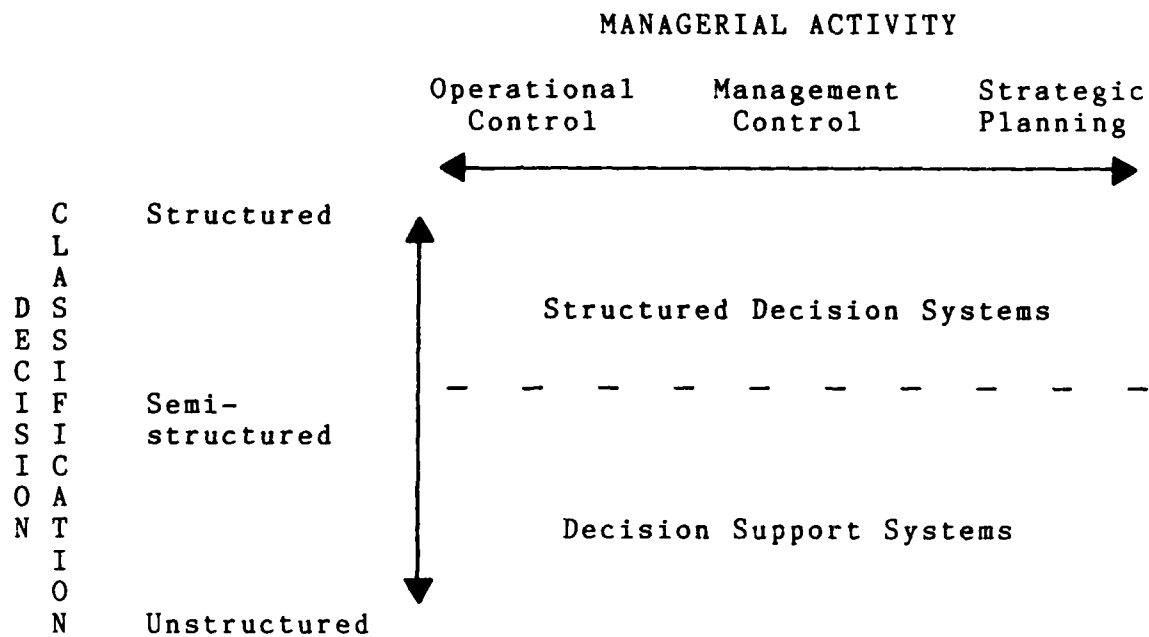 MANAGERIAL ACTIVITY
Operational Management Strategic
Control Control Planning
DECISION
CLASSIFICATION
Structured
Structured Decision Systems
Semi-
structured
Decision Support Systems
Unstructured